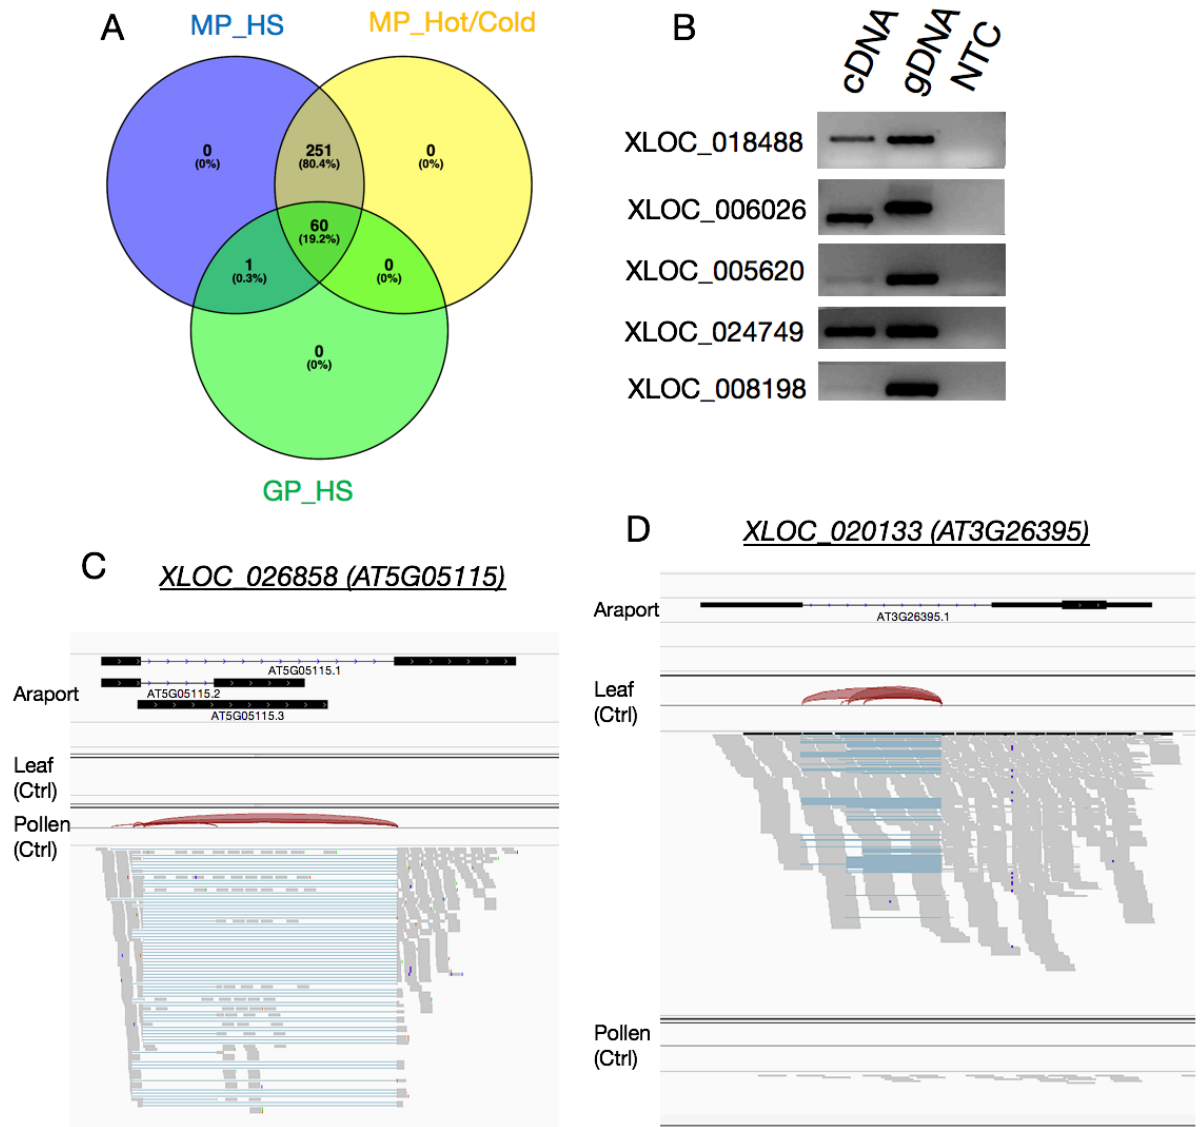 A
MP_HS
MP_Hot/Cold
0
(0%)
251
(80.4%)
0
(0%)
60
(19.2%)
1
(0.3%)
0
(0%)
0
(0%)
GP_HS
B
cDNA
gDNA
NTC
XLOC_018488
XLOC_006026
XLOC_005620
XLOC_024749
XLOC_008198
C
XLOC_026858 (AT5G05115)
Araport
AT5G05115.1
AT5G05115.2
AT5G05115.3
Leaf
(Ctrl)
Pollen
(Ctrl)
D
XLOC_020133 (AT3G26395)
Araport
AT3G26395.1
Leaf
(Ctrl)
Pollen
(Ctrl)